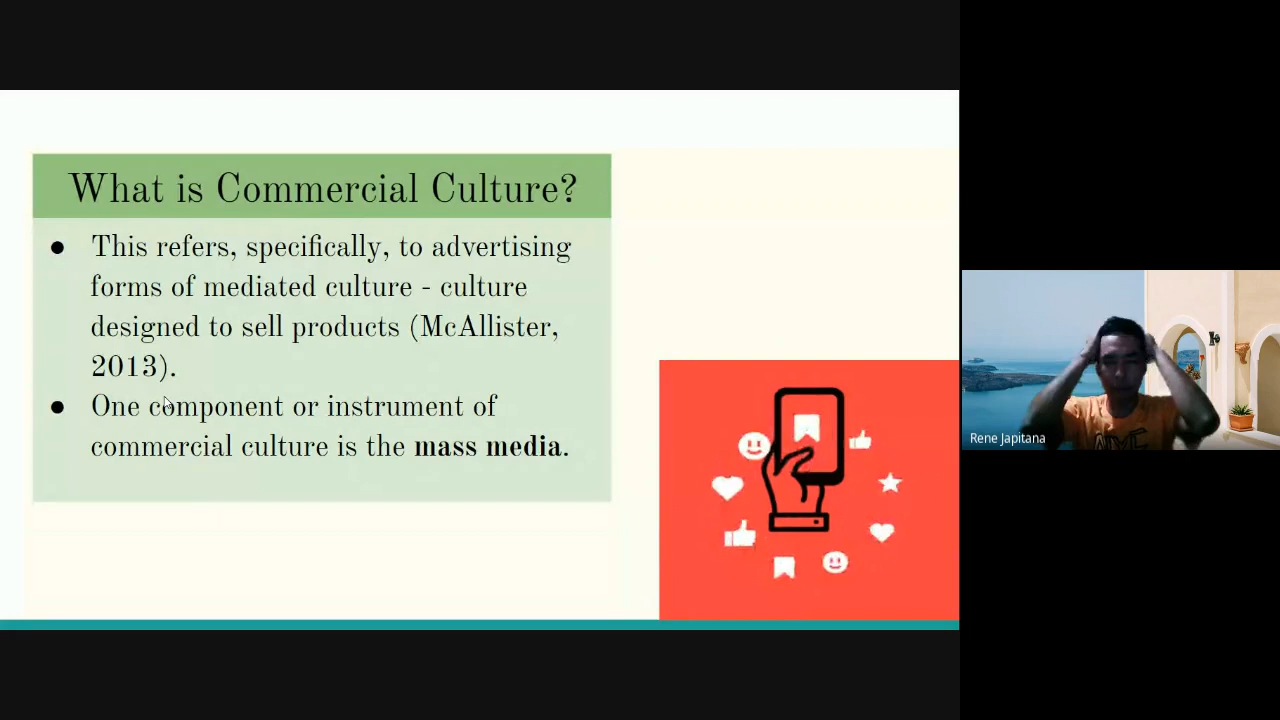 What is Commercial Culture?
● This refers, specifically, to advertising
forms of mediated culture - culture
designed to sell products (McAllister,
2013).
● One component or instrument of
commercial culture is the mass media.
Rene Japitana